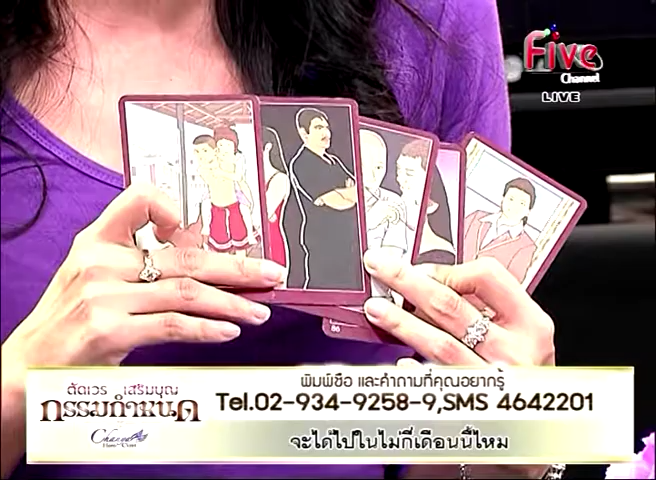 Five
Channel
LIVE
86
ตัดเวร เสริมบุญ
กรรมกำหนด
พิมพ์ชื่อ และคำถามที่คุณอยากรู้
Tel.02-934-9258-9,SMS 4642201
จะได้ไปในไม่กี่เดือนนี้ไหม